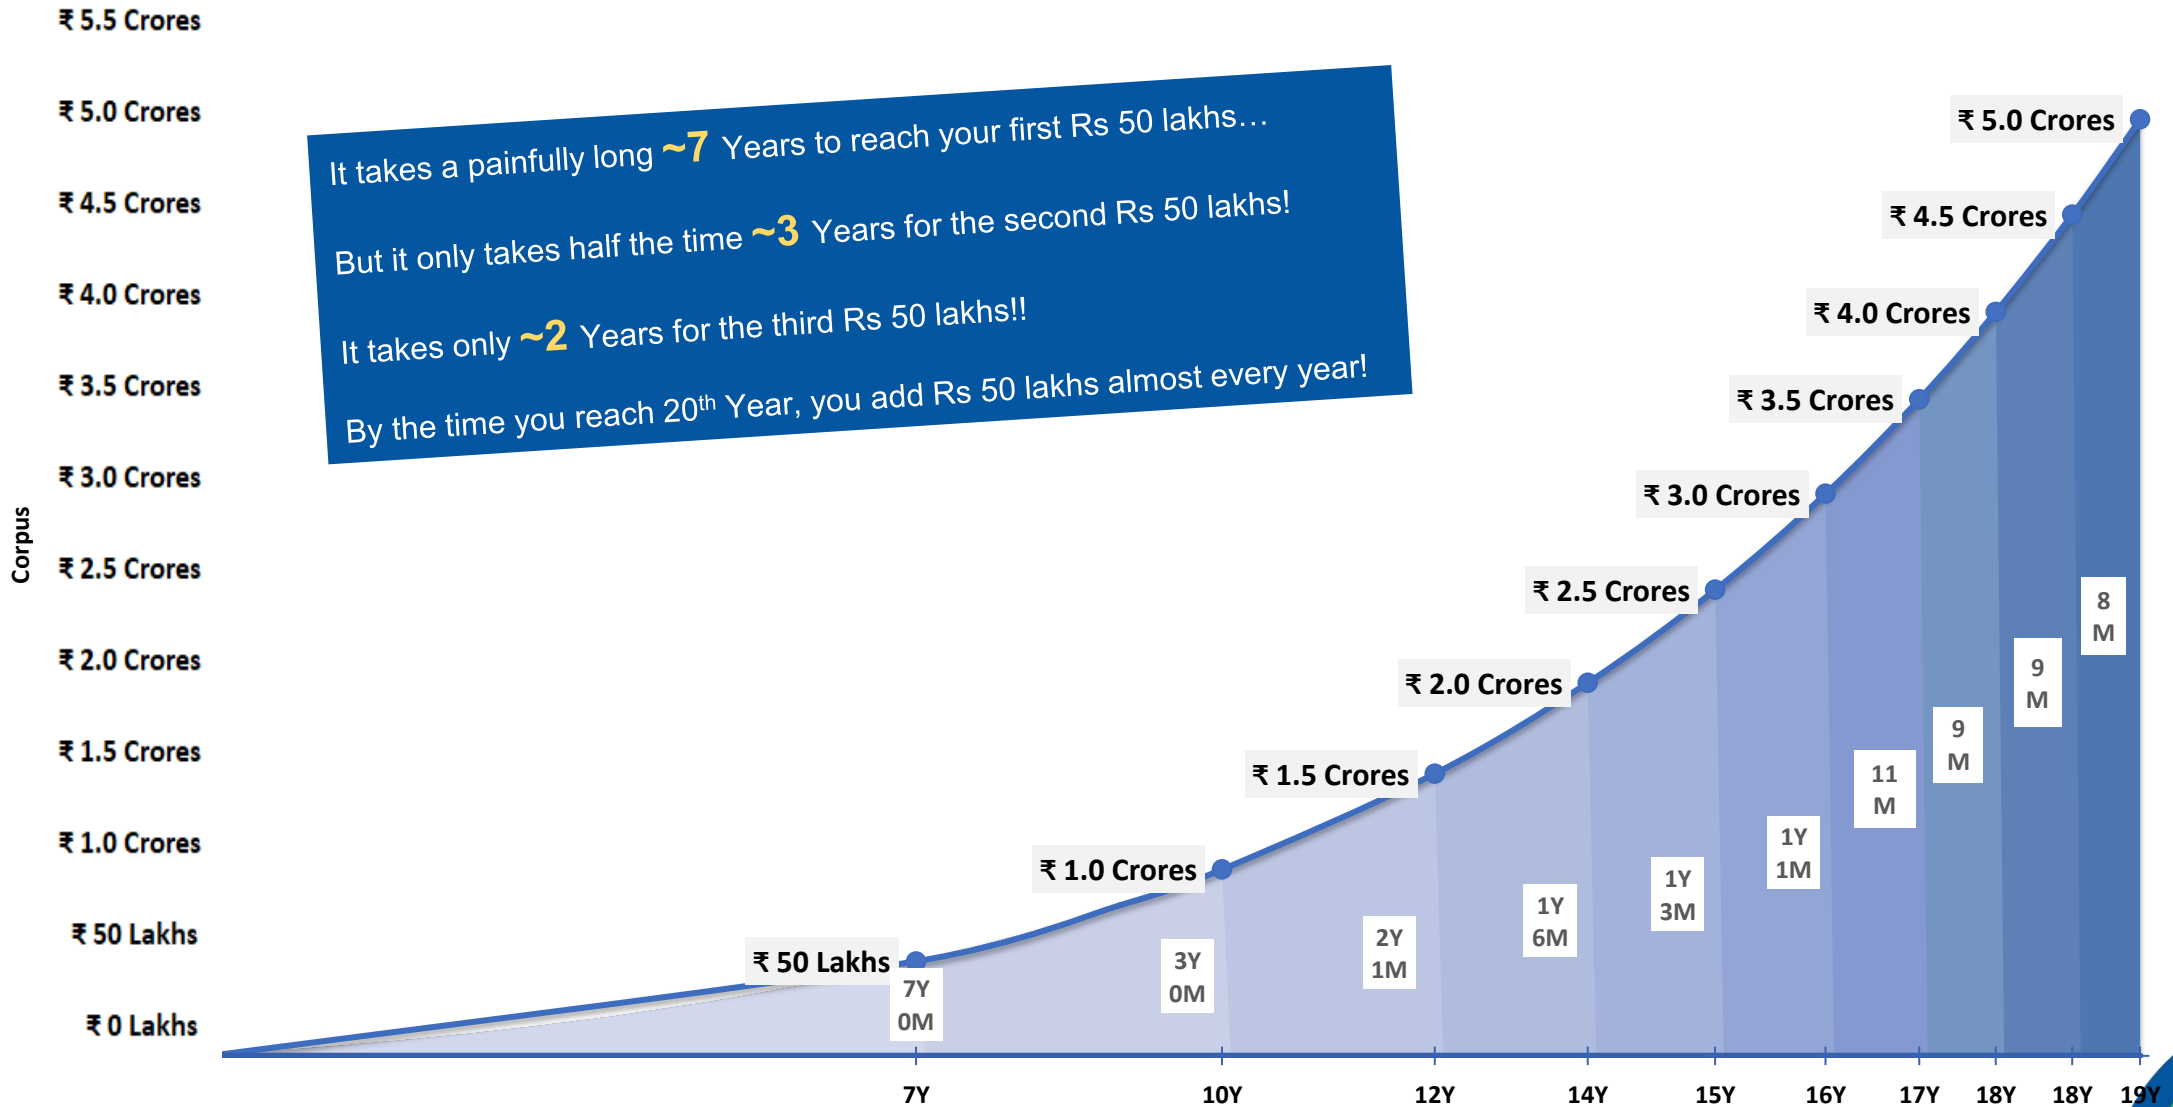 ₹ 5.5 Crores
₹ 5.0 Crores
₹ 4.5 Crores
₹ 4.0 Crores
₹ 3.5 Crores
₹ 3.0 Crores
₹ 2.5 Crores
₹ 2.0 Crores
₹ 1.5 Crores
₹ 1.0 Crores
₹ 50 Lakhs
₹ 0 Lakhs
Corpus
It takes a painfully long ~7 Years to reach your first Rs 50 lakhs…
But it only takes half the time ~3 Years for the second Rs 50 lakhs!
It takes only ~2 Years for the third Rs 50 lakhs!!
By the time you reach 20th Year, you add Rs 50 lakhs almost every year!
₹ 50 Lakhs
₹ 1.0 Crores
₹ 1.5 Crores
₹ 2.0 Crores
₹ 2.5 Crores
₹ 3.0 Crores
₹ 3.5 Crores
₹ 4.0 Crores
₹ 4.5 Crores
₹ 5.0 Crores
7Y
0M
3Y
0M
2Y
1M
1Y
6M
1Y
3M
1Y
1M
11
M
9
M
9
M
8
M
7Y 10Y 12Y 14Y 15Y 16Y 17Y 18Y 18Y 19Y